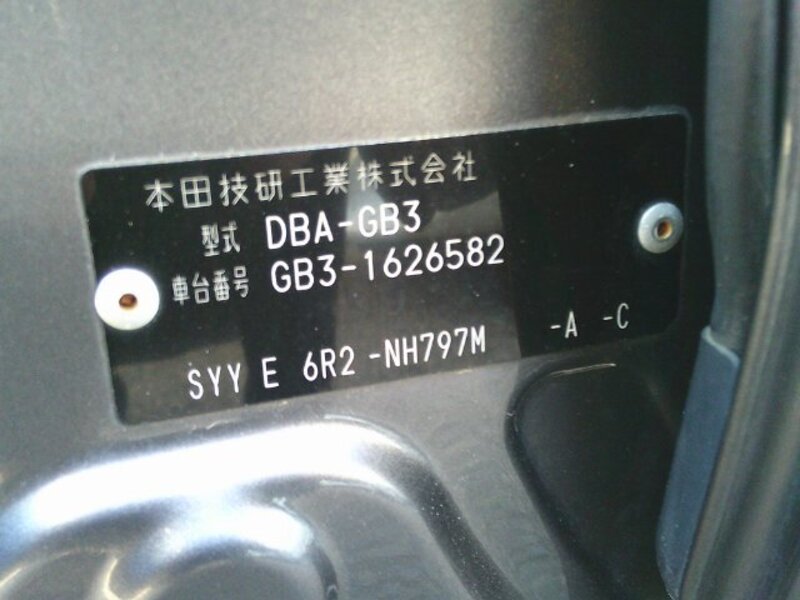 本田技研工業株式会社
型式 DBA-GB3
車台番号 GB3-1626582
SYY E 6R2 -NH797M -A -C